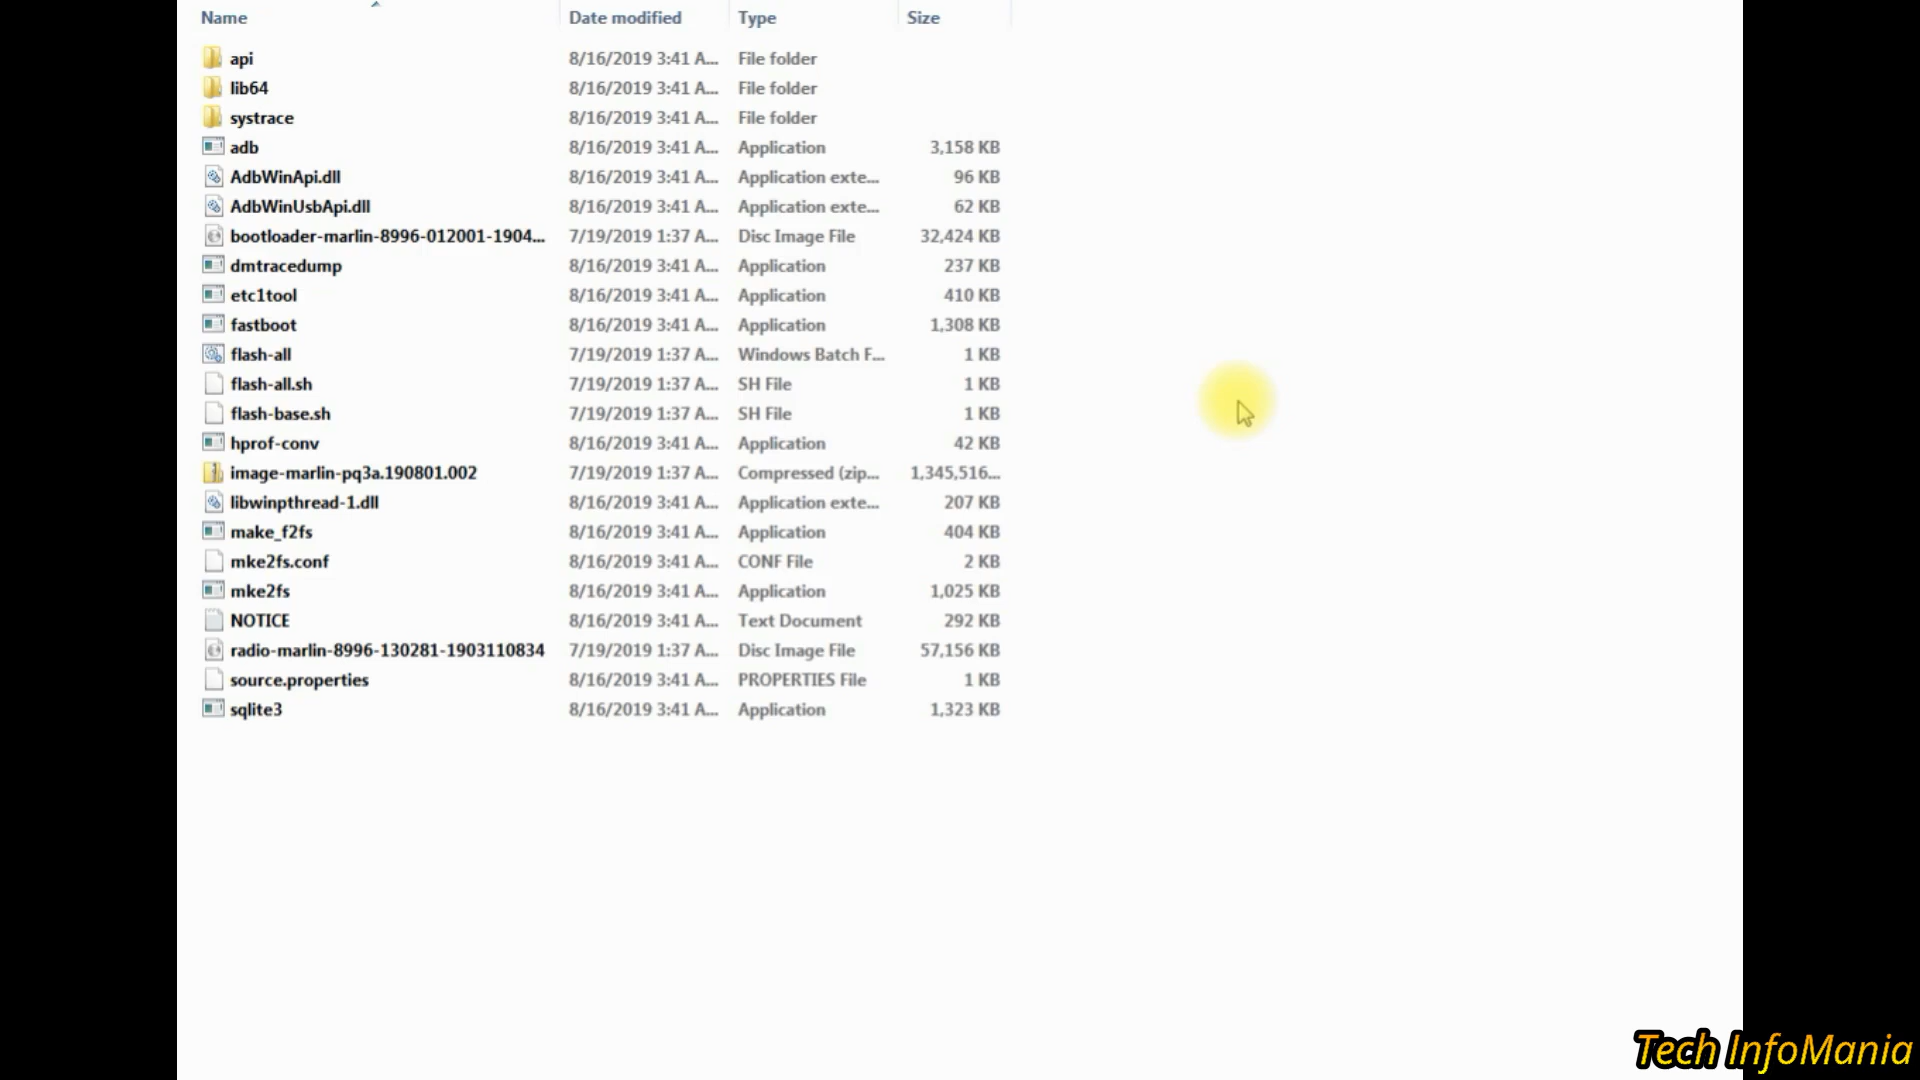 Name Date modified Type Size
api 8/16/2019 3:41 A... File folder
lib64 8/16/2019 3:41 A... File folder
systrace 8/16/2019 3:41 A... File folder
adb 8/16/2019 3:41 A... Application 3,158 KB
AdbWinApi.dll 8/16/2019 3:41 A... Application exte... 96 KB
AdbWinUsbApi.dll 8/16/2019 3:41 A... Application exte... 62 KB
bootloader-marlin-8996-012001-1904... 7/19/2019 1:37 A... Disc Image File 32,424 KB
dmtracedump 8/16/2019 3:41 A... Application 237 KB
etc1tool 8/16/2019 3:41 A... Application 410 KB
fastboot 8/16/2019 3:41 A... Application 1,308 KB
flash-all 7/19/2019 1:37 A... Windows Batch F... 1 KB
flash-all.sh 7/19/2019 1:37 A... SH File 1 KB
flash-base.sh 7/19/2019 1:37 A... SH File 1 KB
hprof-conv 8/16/2019 3:41 A... Application 42 KB
image-marlin-pq3a.190801.002 7/19/2019 1:37 A... Compressed (zip... 1,345,516...
libwinpthread-1.dll 8/16/2019 3:41 A... Application exte... 207 KB
make_f2fs 8/16/2019 3:41 A... Application 404 KB
mke2fs.conf 8/16/2019 3:41 A... CONF File 2 KB
mke2fs 8/16/2019 3:41 A... Application 1,025 KB
NOTICE 8/16/2019 3:41 A... Text Document 292 KB
radio-marlin-8996-130281-1903110834 7/19/2019 1:37 A... Disc Image File 57,156 KB
source.properties 8/16/2019 3:41 A... PROPERTIES File 1 KB
sqlite3 8/16/2019 3:41 A... Application 1,323 KB
Tech InfoMania